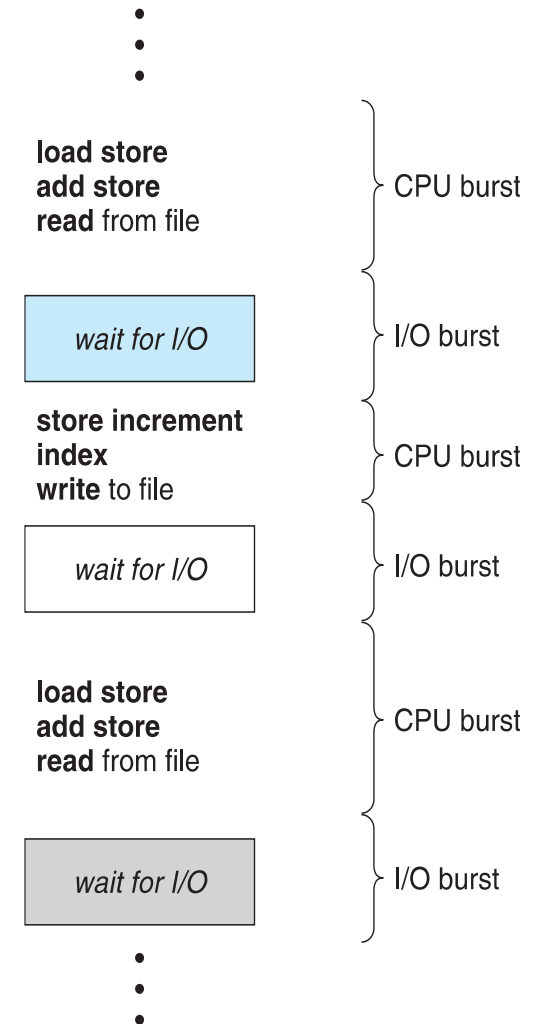 load store
add store
read from file
CPU burst
wait for I/O
I/O burst
store increment
index
write to file
CPU burst
wait for I/O
I/O burst
load store
add store
read from file
CPU burst
wait for I/O
I/O burst